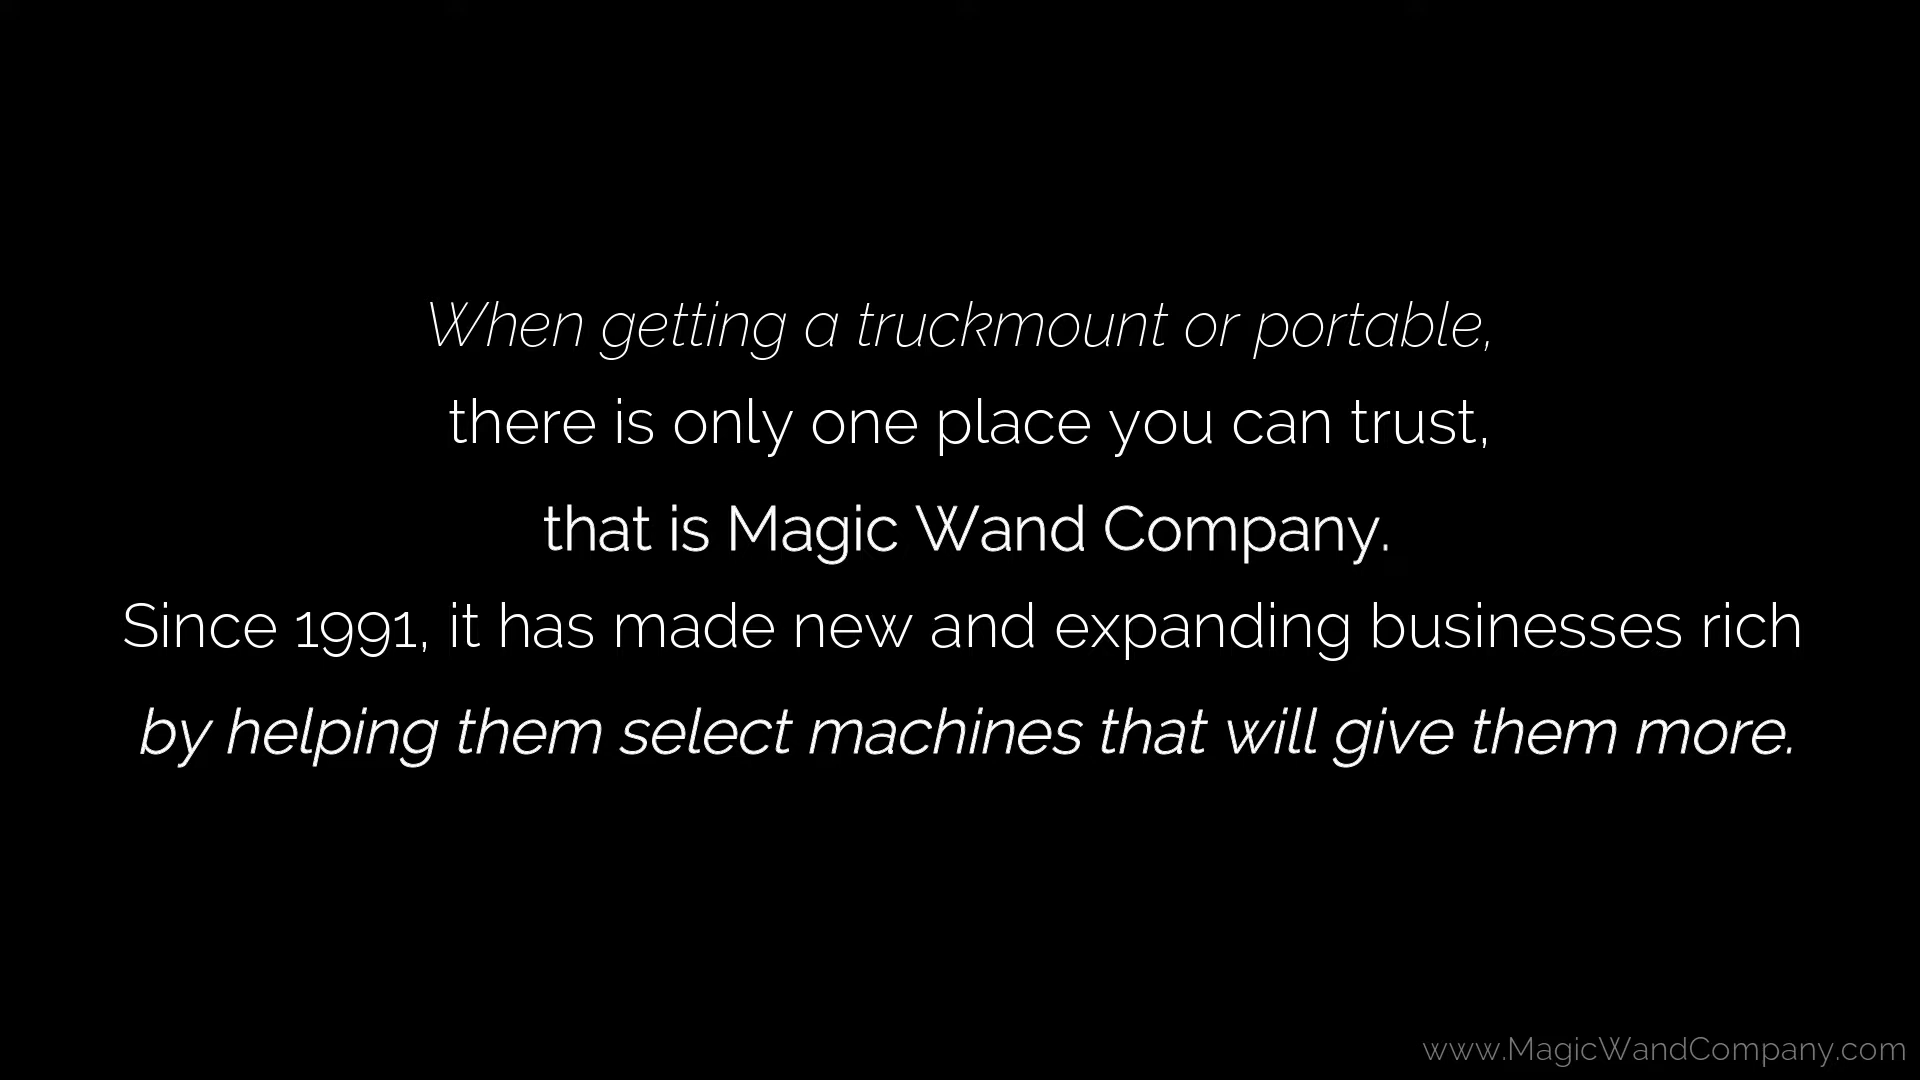 When getting a truckmount or portable,
there is only one place you can trust,
that is Magic Wand Company.
Since 1991, it has made new and expanding businesses rich
by helping them select machines that will give them more.
www.MagicWandCompany.com